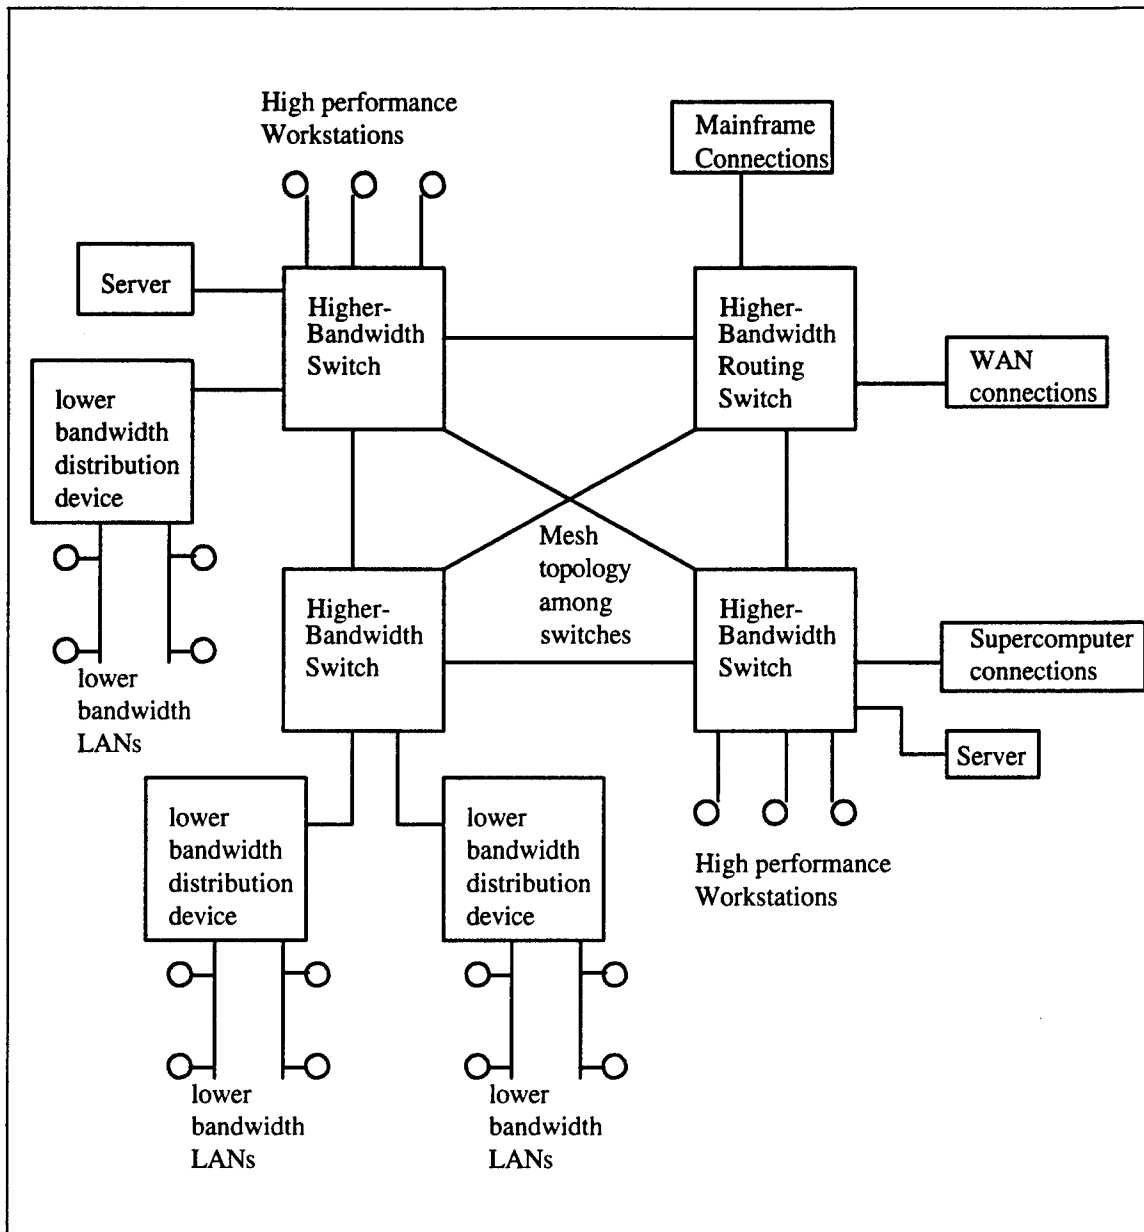 High performance
Workstations
Mainframe
Connections
Server
Higher-
Bandwidth
Switch
Higher-
Bandwidth
Routing
Switch
WAN
connections
lower
bandwidth
distribution
device
lower
bandwidth
LANs
Mesh
topology
among
switches
Higher-
Bandwidth
Switch
Higher-
Bandwidth
Switch
Supercomputer
connections
Server
lower
bandwidth
distribution
device
lower
bandwidth
distribution
device
High performance
Workstations
lower
bandwidth
LANs
lower
bandwidth
LANs